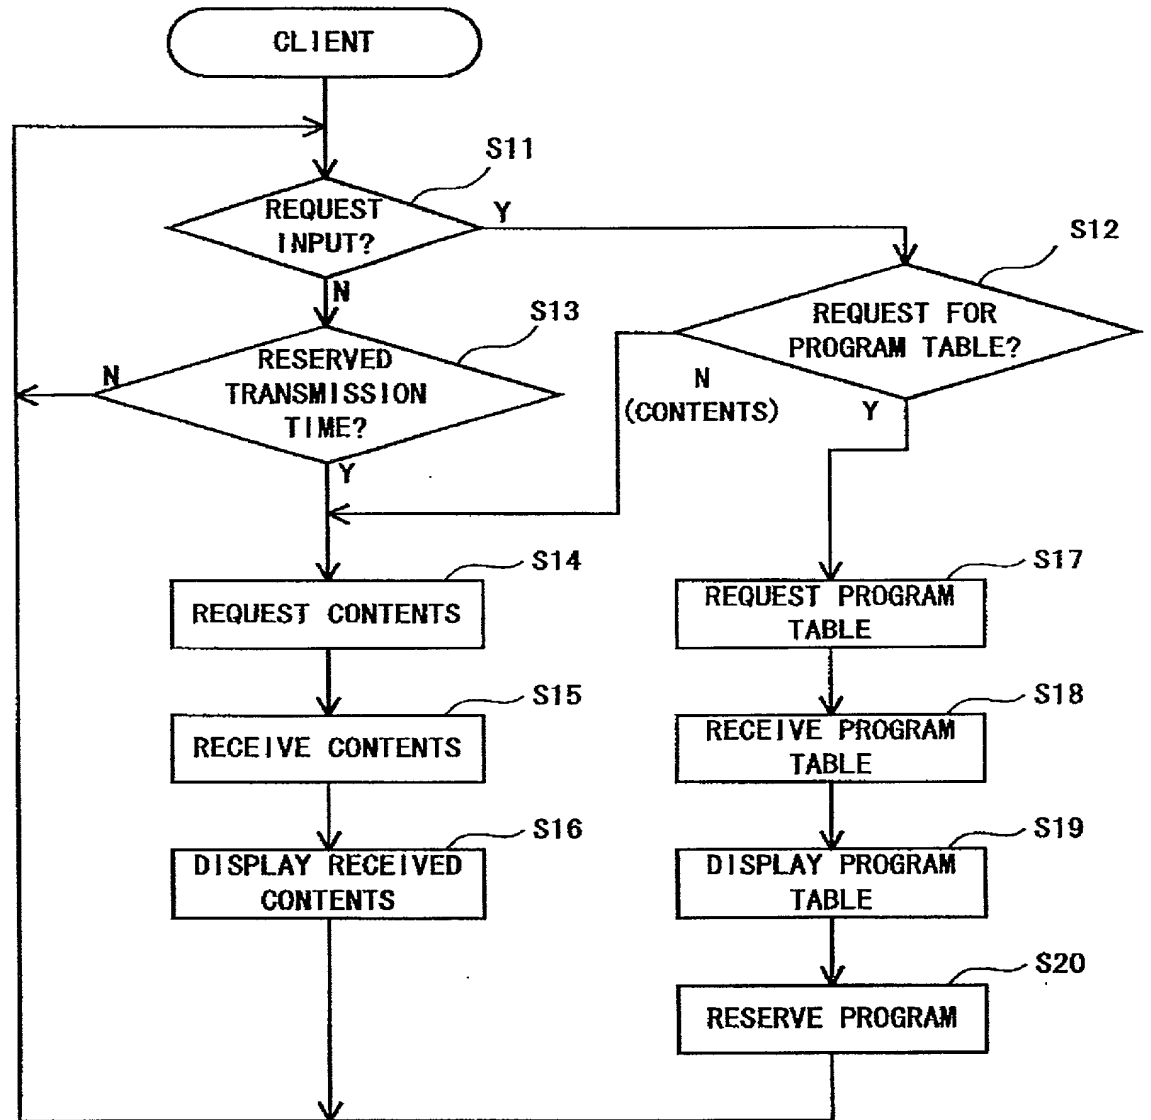 CLIENT
S11
REQUEST
INPUT?
Y
N
S12
REQUEST FOR
PROGRAM TABLE?
N
(CONTENTS)
Y
S13
RESERVED
TRANSMISSION
TIME?
N
Y
S14
REQUEST CONTENTS
S15
RECEIVE CONTENTS
S16
DISPLAY RECEIVED
CONTENTS
S17
REQUEST PROGRAM
TABLE
S18
RECEIVE PROGRAM
TABLE
S19
DISPLAY PROGRAM
TABLE
S20
RESERVE PROGRAM